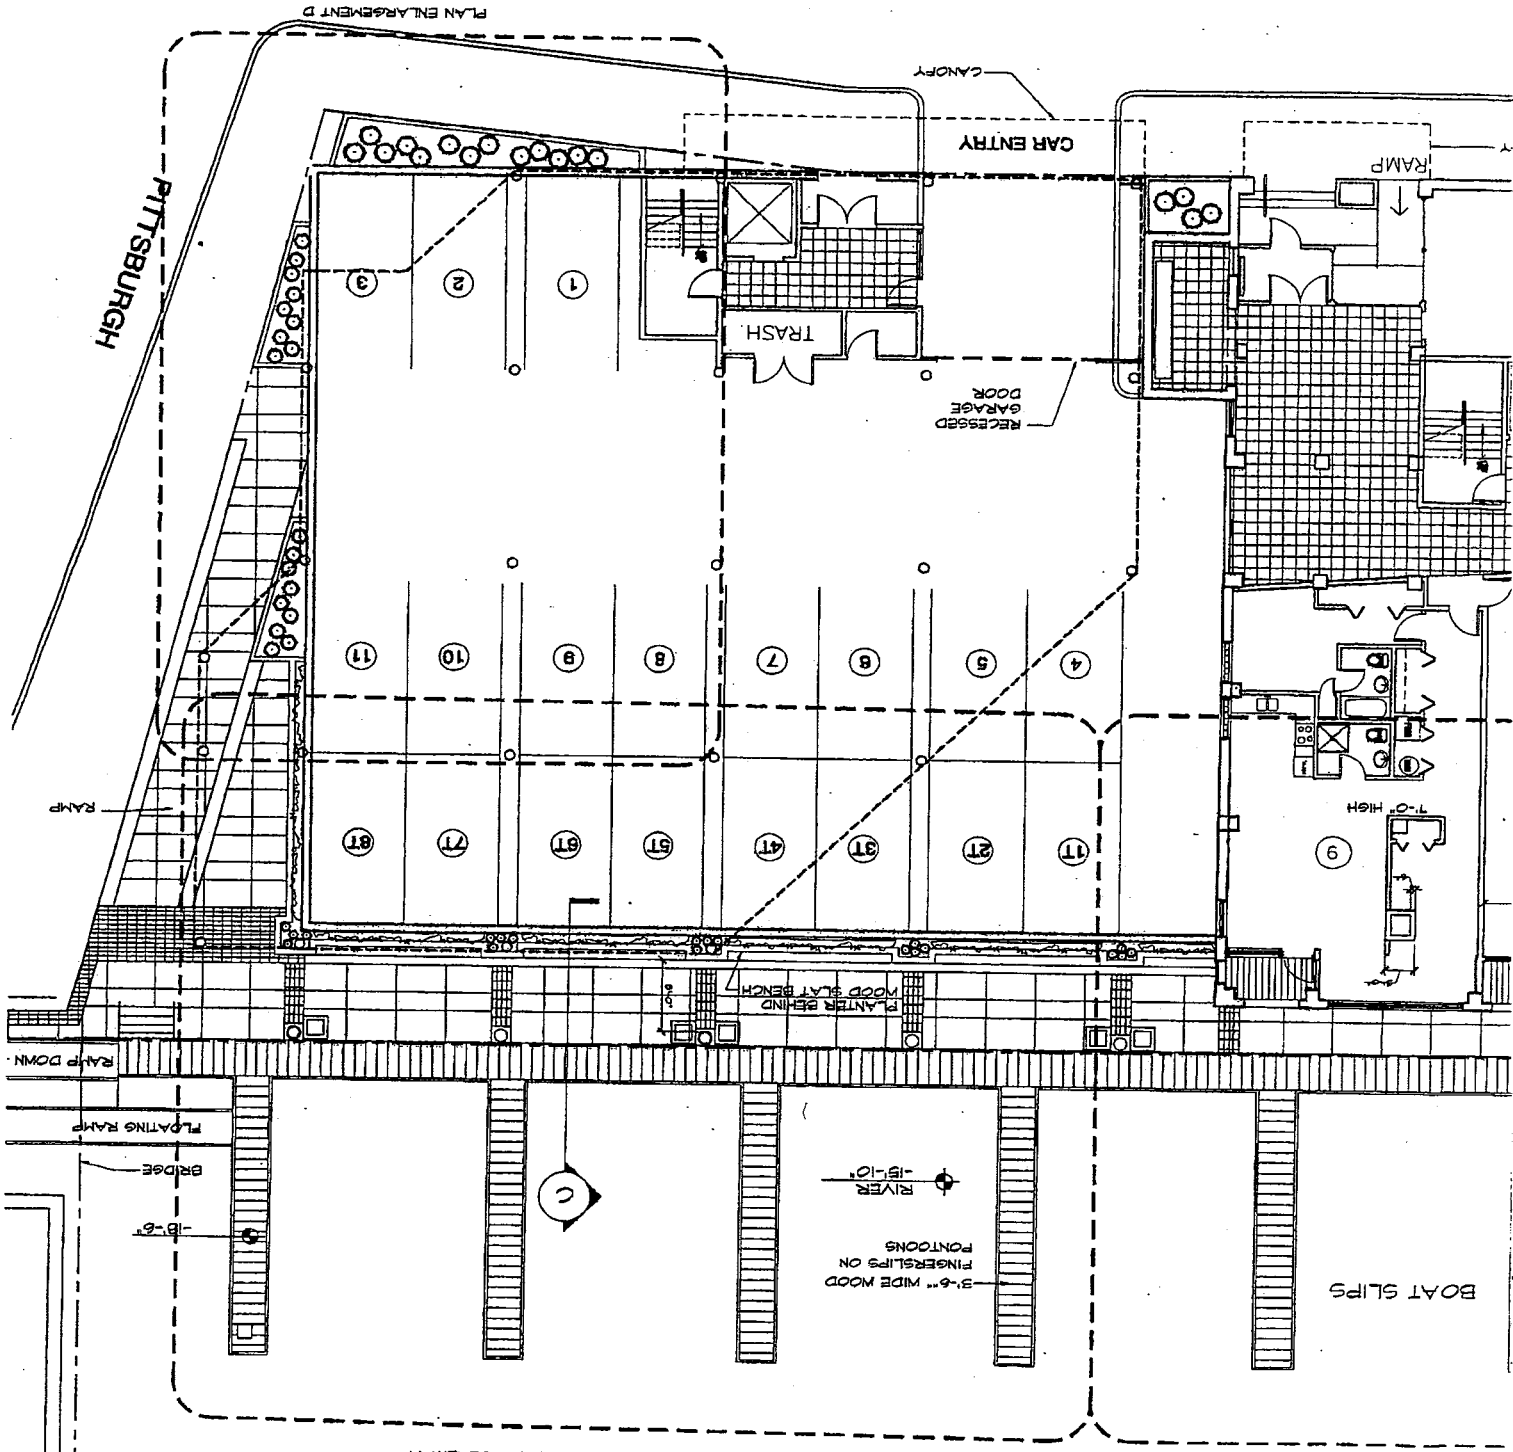 BOAT SLIPS
3'-6"" WIDE WOOD
FINGERSLIPS ON
PONTOONS
RIVER
-15'-10"
C
-18'-6"
BRIDGE
FLOATING RAMP
RAMP DOWN
PLANTER BEHIND
WOOD SLAT BENCH
9
7'-0" HIGH
1T
2T
3T
4T
5T
6T
7T
8T
RAMP
4
5
6
7
8
9
10
11
RECESSED
GARAGE
DOOR
TRASH
1
2
3
PITTSBURGH
RAMP
CAR ENTRY
CANOPY
PLAN ENLARGEMENT D